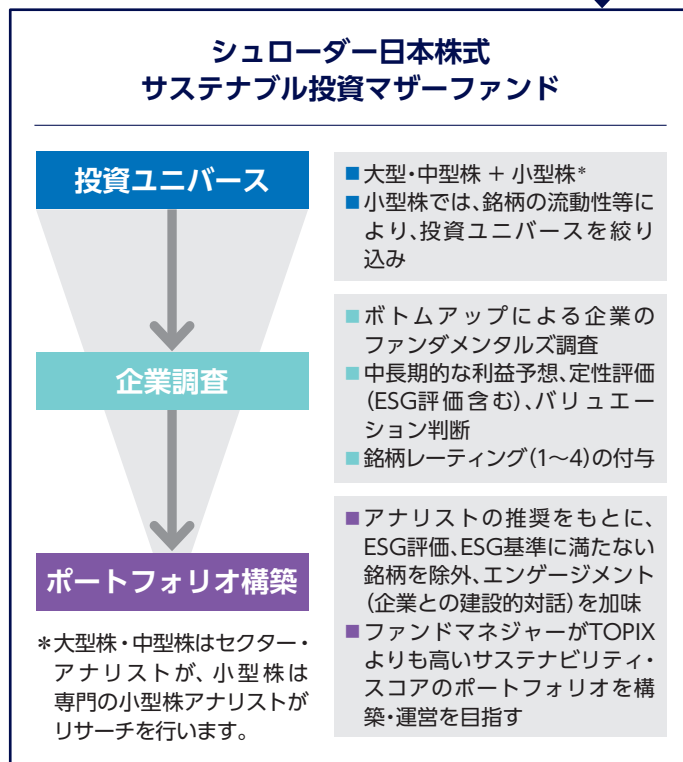 シュローダー日本株式
サステナブル投資マザーファンド
投資ユニバース
■大型・中型株 + 小型株*
■小型株では、銘柄の流動性等に
より、投資ユニバースを絞り
込み
企業調査
■ボトムアップによる企業の
ファンダメンタルズ調査
■中長期的な利益予想、定性評価
(ESG評価含む)、バリュエー
ション判断
■銘柄レーティング(1〜4)の付与
ポートフォリオ構築
■アナリストの推奨をもとに、
ESG評価、ESG基準に満たない
銘柄を除外、エンゲージメント
(企業との建設的対話)を加味
■ファンドマネジャーがTOPIX
よりも高いサステナビリティ・
スコアのポートフォリオを構
築・運営を目指す
*大型株・中型株はセクター・
アナリストが、小型株は
専門の小型株アナリストが
リサーチを行います。